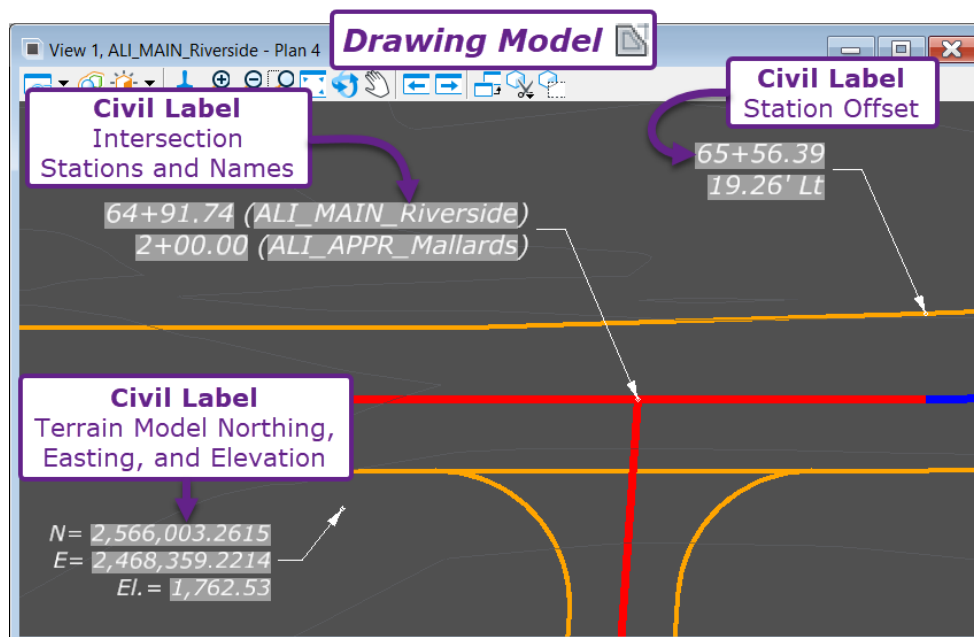 View 1, ALI_MAIN_Riverside - Plan 4
Drawing Model
Civil Label
Intersection
Stations and Names
Civil Label
Station Offset
65+56.39
19.26' Lt
64+91.74 (ALI_MAIN_Riverside)
2+00.00 (ALI_APPR_Mallards)
Civil Label
Terrain Model Northing,
Easting, and Elevation
N= 2,566,003.2615
E= 2,468,359.2214
El.= 1,762.53